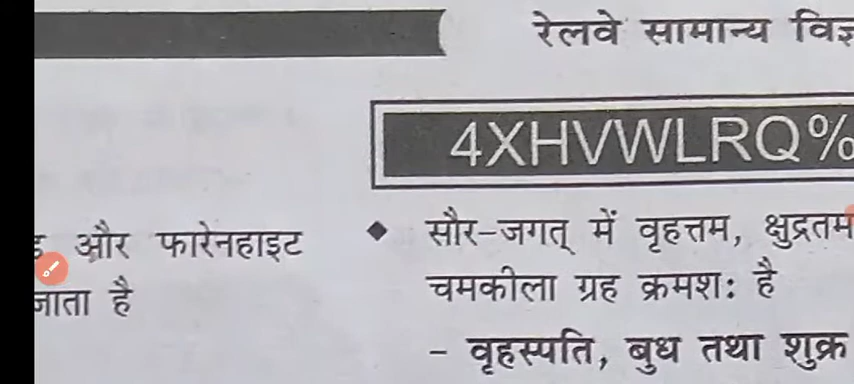 रेलवे सामान्य
4XHVWLRQ%
और फारेनहाइट
जाता है
◆ सौर-जगत् में वृहत्तम, क्षुद्रतम
चमकीला ग्रह क्रमशः है
- वृहस्पति, बुध तथा शुक्र